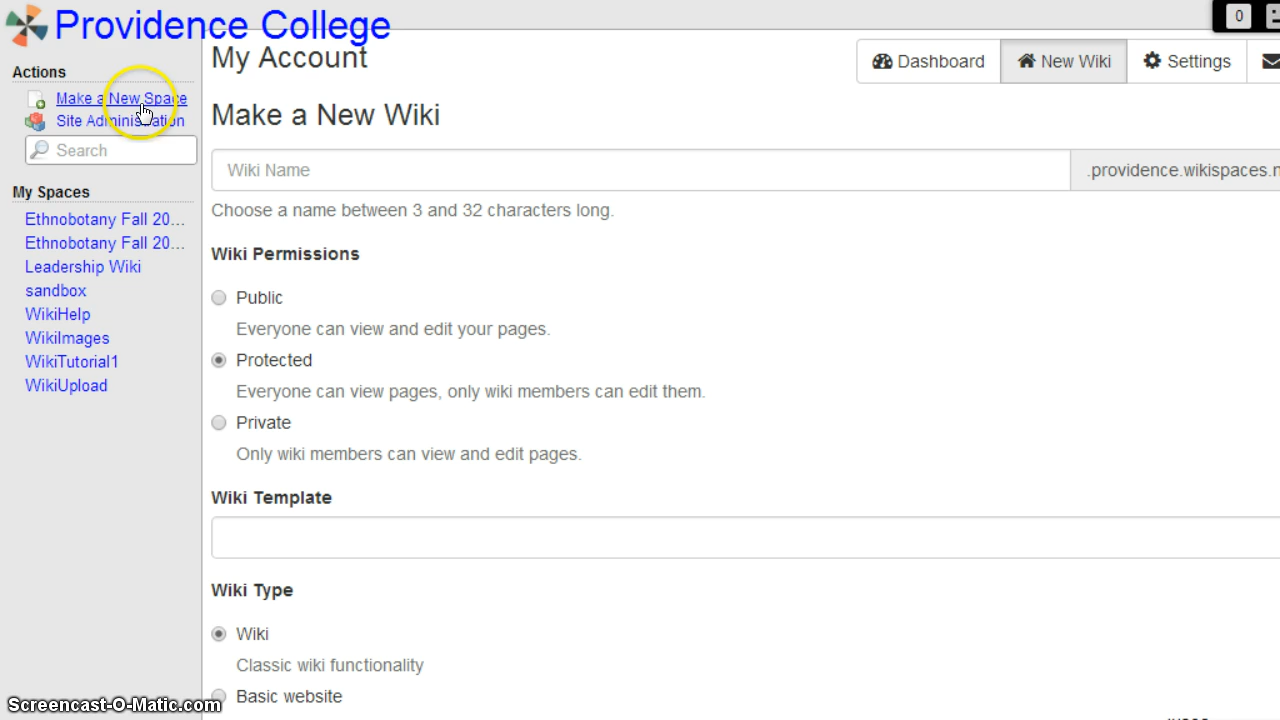 Providence College
0
Actions
Make a New Space
Site Administration
Search
My Spaces
Ethnobotany Fall 20...
Ethnobotany Fall 20...
Leadership Wiki
sandbox
WikiHelp
WikiImages
WikiTutorial1
WikiUpload
My Account
Dashboard
New Wiki
Settings
Make a New Wiki
Wiki Name
.providence.wikispaces.n
Choose a name between 3 and 32 characters long.
Wiki Permissions
Public
Everyone can view and edit your pages.
Protected
Everyone can view pages, only wiki members can edit them.
Private
Only wiki members can view and edit pages.
Wiki Template
Wiki Type
Wiki
Classic wiki functionality
Basic website
Screencast-O-Matic.com